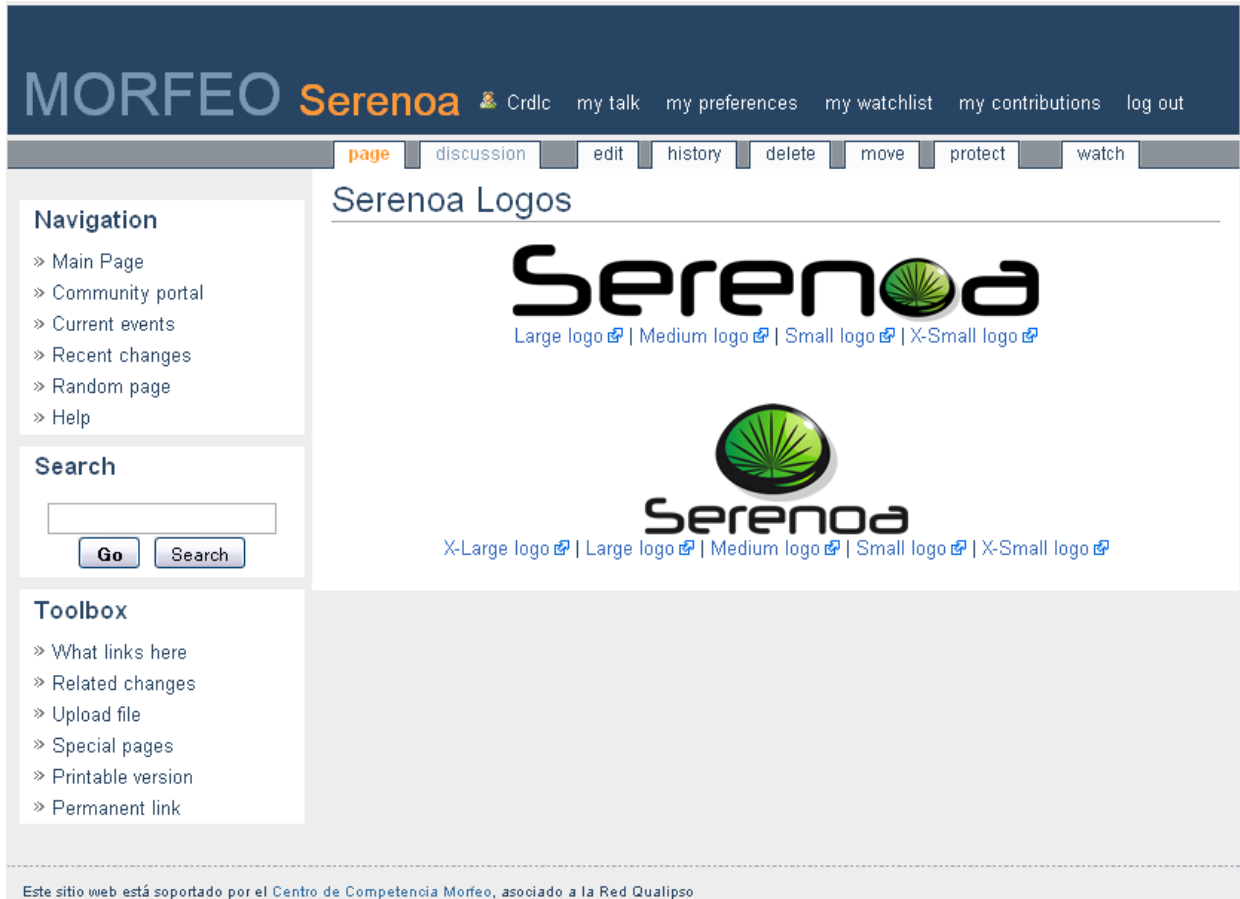 MORFEO Serenoa Crdlc my talk my preferences my watchlist my contributions log out
page discussion edit history delete move protect watch
Serenoa Logos
Serenoa
Large logo | Medium logo | Small logo | X-Small logo
Serenoa
X-Large logo | Large logo | Medium logo | Small logo | X-Small logo
Navigation
» Main Page
» Community portal
» Current events
» Recent changes
» Random page
» Help
Search
Go Search
Toolbox
» What links here
» Related changes
» Upload file
» Special pages
» Printable version
» Permanent link
Este sitio web está soportado por el Centro de Competencia Morfeo, asociado a la Red Qualipso